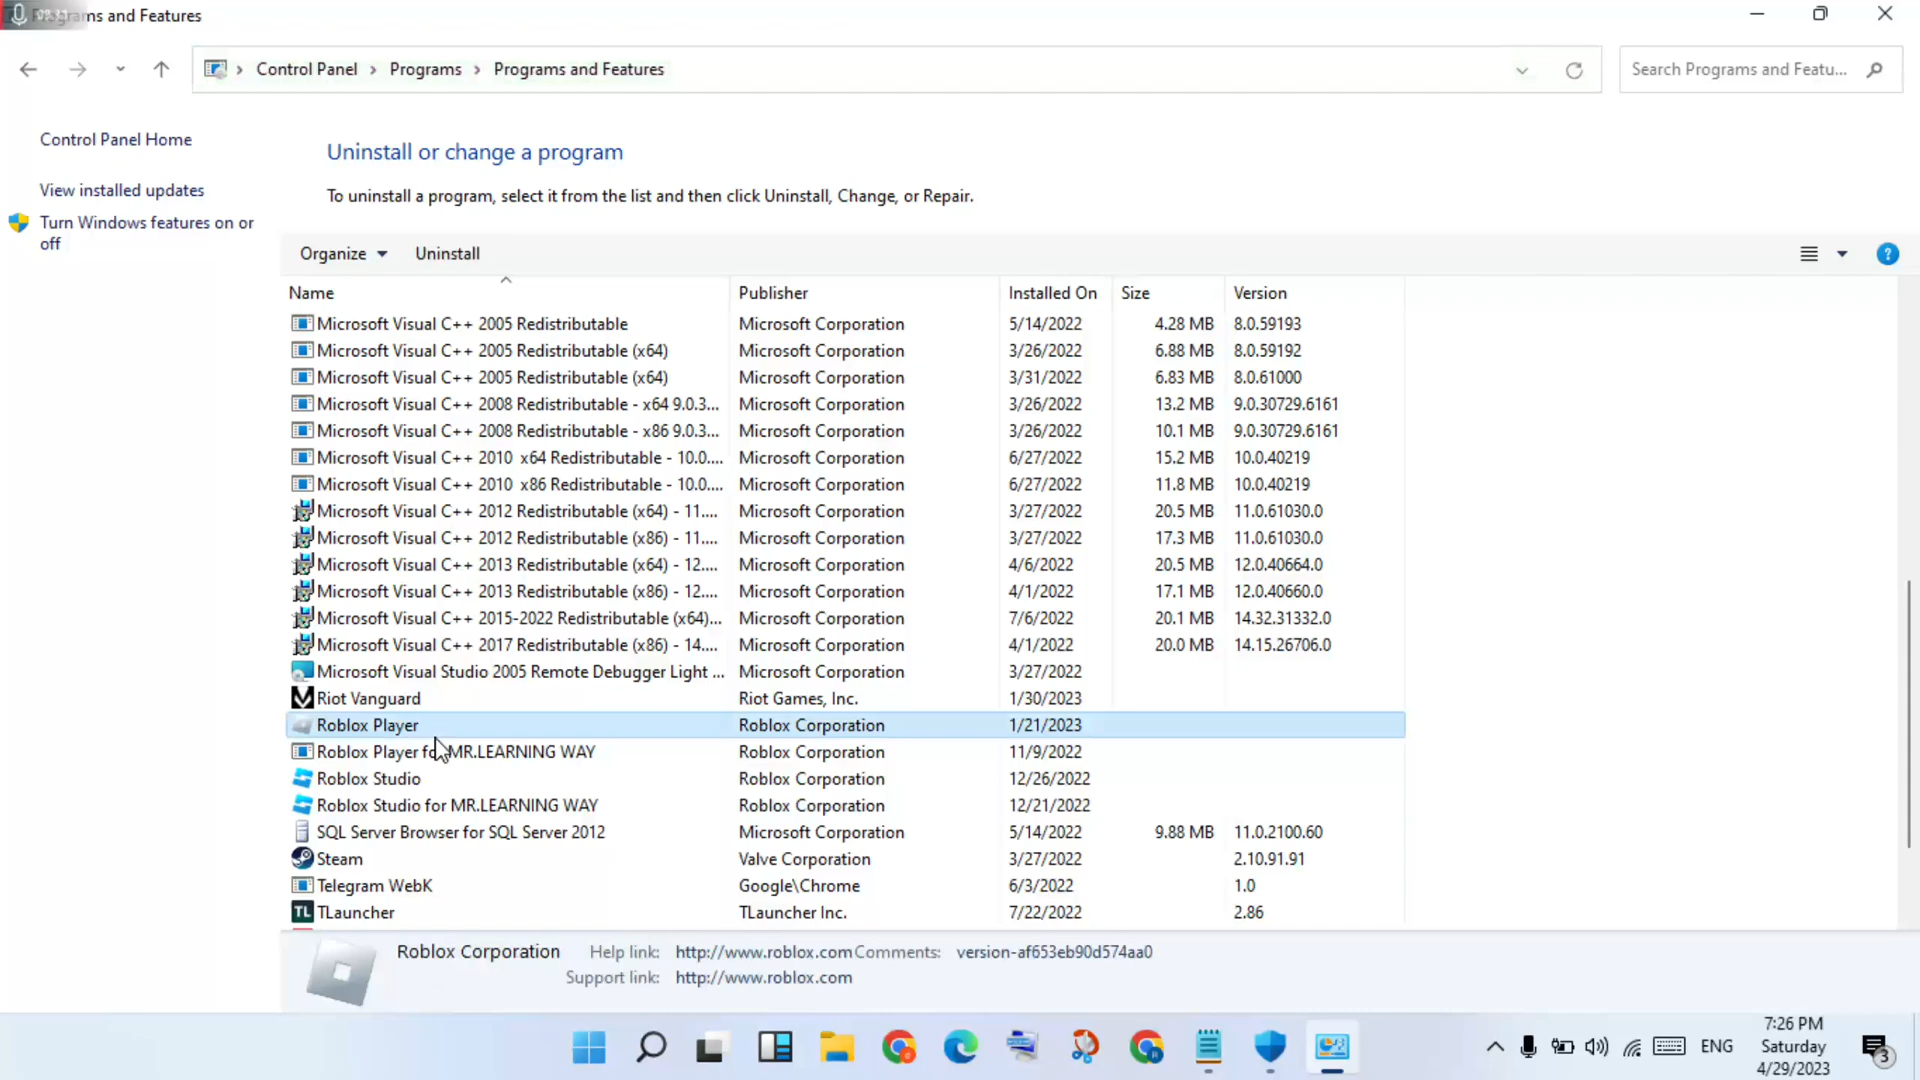 Programs and Features
Control Panel > Programs > Programs and Features
Search Programs and Featu...
Control Panel Home
View installed updates
Turn Windows features on or
off
Uninstall or change a program
To uninstall a program, select it from the list and then click Uninstall, Change, or Repair.
Organize Uninstall
Name Publisher Installed On Size Version
Microsoft Visual C++ 2005 Redistributable Microsoft Corporation 5/14/2022 4.28 MB 8.0.59193
Microsoft Visual C++ 2005 Redistributable (x64) Microsoft Corporation 3/26/2022 6.88 MB 8.0.59192
Microsoft Visual C++ 2005 Redistributable (x64) Microsoft Corporation 3/31/2022 6.83 MB 8.0.61000
Microsoft Visual C++ 2008 Redistributable - x64 9.0.3... Microsoft Corporation 3/26/2022 13.2 MB 9.0.30729.6161
Microsoft Visual C++ 2008 Redistributable - x86 9.0.3... Microsoft Corporation 3/26/2022 10.1 MB 9.0.30729.6161
Microsoft Visual C++ 2010 x64 Redistributable - 10.0.... Microsoft Corporation 6/27/2022 15.2 MB 10.0.40219
Microsoft Visual C++ 2010 x86 Redistributable - 10.0.... Microsoft Corporation 6/27/2022 11.8 MB 10.0.40219
Microsoft Visual C++ 2012 Redistributable (x64) - 11.... Microsoft Corporation 3/27/2022 20.5 MB 11.0.61030.0
Microsoft Visual C++ 2012 Redistributable (x86) - 11.... Microsoft Corporation 3/27/2022 17.3 MB 11.0.61030.0
Microsoft Visual C++ 2013 Redistributable (x64) - 12.... Microsoft Corporation 4/6/2022 20.5 MB 12.0.40664.0
Microsoft Visual C++ 2013 Redistributable (x86) - 12.... Microsoft Corporation 4/1/2022 17.1 MB 12.0.40660.0
Microsoft Visual C++ 2015-2022 Redistributable (x64)... Microsoft Corporation 7/6/2022 20.1 MB 14.32.31332.0
Microsoft Visual C++ 2017 Redistributable (x86) - 14.... Microsoft Corporation 4/1/2022 20.0 MB 14.15.26706.0
Microsoft Visual Studio 2005 Remote Debugger Light ... Microsoft Corporation 3/27/2022
Riot Vanguard Riot Games, Inc. 1/30/2023
Roblox Player Roblox Corporation 1/21/2023
Roblox Player for MR.LEARNING WAY Roblox Corporation 11/9/2022
Roblox Studio Roblox Corporation 12/26/2022
Roblox Studio for MR.LEARNING WAY Roblox Corporation 12/21/2022
SQL Server Browser for SQL Server 2012 Microsoft Corporation 5/14/2022 9.88 MB 11.0.2100.60
Steam Valve Corporation 3/27/2022 2.10.91.91
Telegram WebK Google\Chrome 6/3/2022 1.0
TL TLauncher TLauncher Inc. 7/22/2022 2.86
Roblox Corporation Help link: http://www.roblox.com Comments: version-af653eb90d574aa0
Support link: http://www.roblox.com
ENG
7:26 PM
Saturday
4/29/2023
3